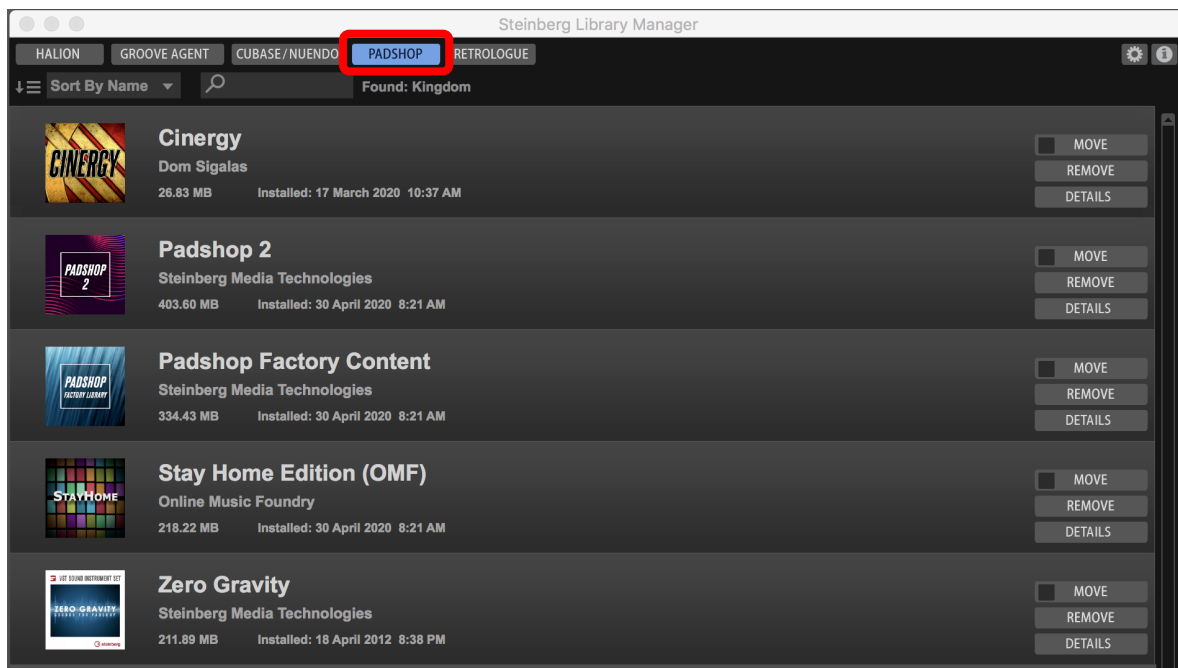 Steinberg Library Manager
HALION GROOVE AGENT CUBASE/NUENDO PADSHOP RETROLOGUE
Sort By Name Found: Kingdom
CINERGY
Cinergy
Dom Sigalas
26.83 MB Installed: 17 March 2020 10:37 AM
MOVE
REMOVE
DETAILS
PADSHOP
2
Padshop 2
Steinberg Media Technologies
403.60 MB Installed: 30 April 2020 8:21 AM
MOVE
REMOVE
DETAILS
PADSHOP
FACTORY LIBRARY
Padshop Factory Content
Steinberg Media Technologies
334.43 MB Installed: 30 April 2020 8:21 AM
MOVE
REMOVE
DETAILS
STAYHOME
Stay Home Edition (OMF)
Online Music Foundry
218.22 MB Installed: 30 April 2020 8:21 AM
MOVE
REMOVE
DETAILS
VST SOUND INSTRUMENT SET
ZERO GRAVITY
SOUNDS FOR PADSHOP
steinberg
Zero Gravity
Steinberg Media Technologies
211.89 MB Installed: 18 April 2012 8:38 PM
MOVE
REMOVE
DETAILS